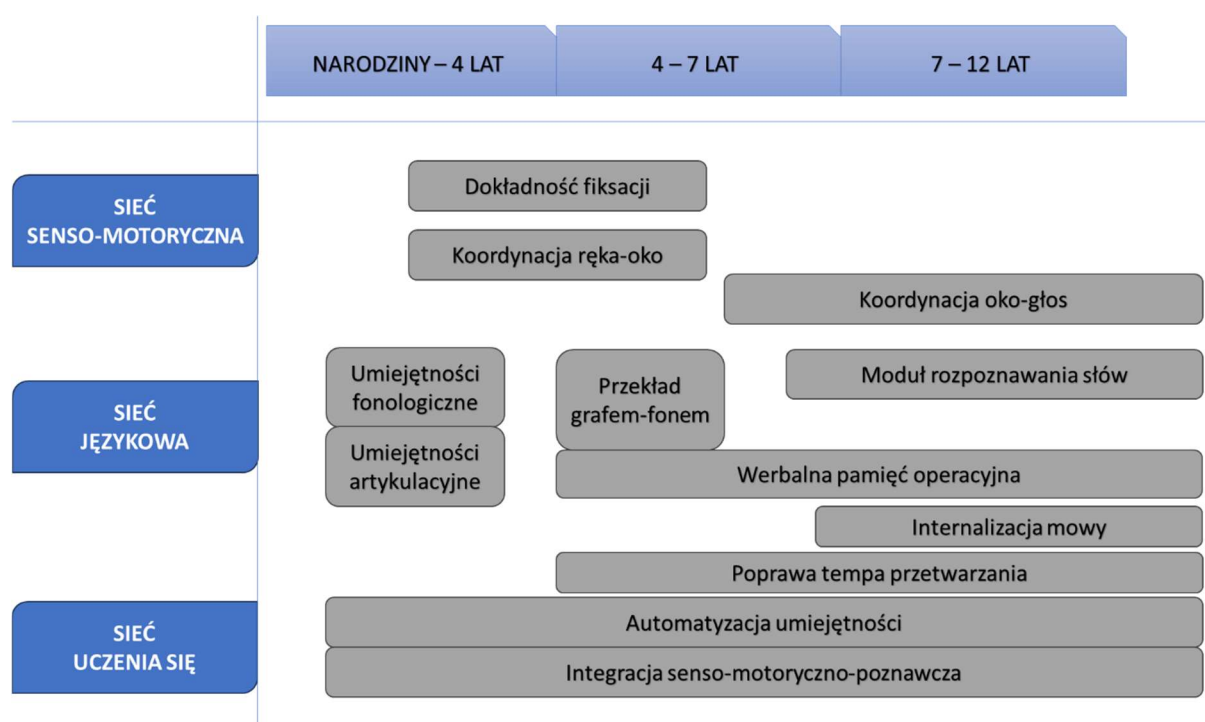 NARODZINY – 4 LAT
4 – 7 LAT
7 – 12 LAT
SIEĆ
SENSO-MOTORYCZNA
Dokładność fiksacji
Koordynacja ręka-oko
Koordynacja oko-głos
SIEĆ
JĘZYKOWA
Umiejętności
fonologiczne
Umiejętności
artykulacyjne
Przekład
grafem-fonem
Moduł rozpoznawania słów
Werbalna pamięć operacyjna
Internalizacja mowy
SIEĆ
UCZENIA SIĘ
Poprawa tempa przetwarzania
Automatyzacja umiejętności
Integracja senso-motoryczno-poznawcza